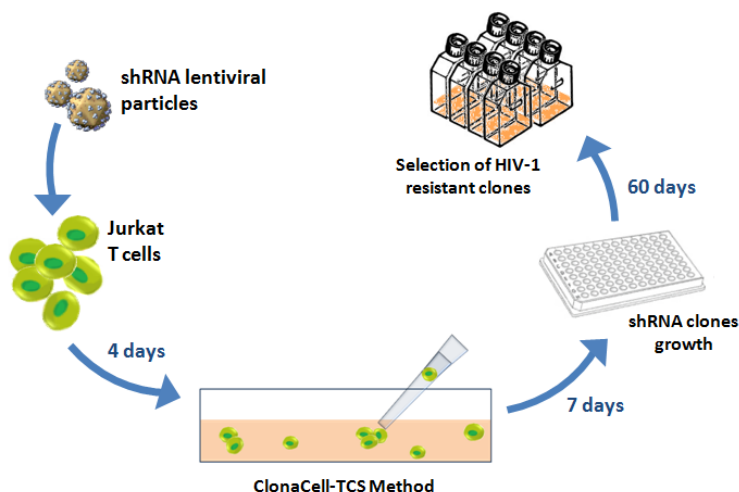 shRNA lentiviral
particles
Jurkat
T cells
4 days
ClonaCell-TCS Method
7 days
shRNA clones
growth
60 days
Selection of HIV-1
resistant clones